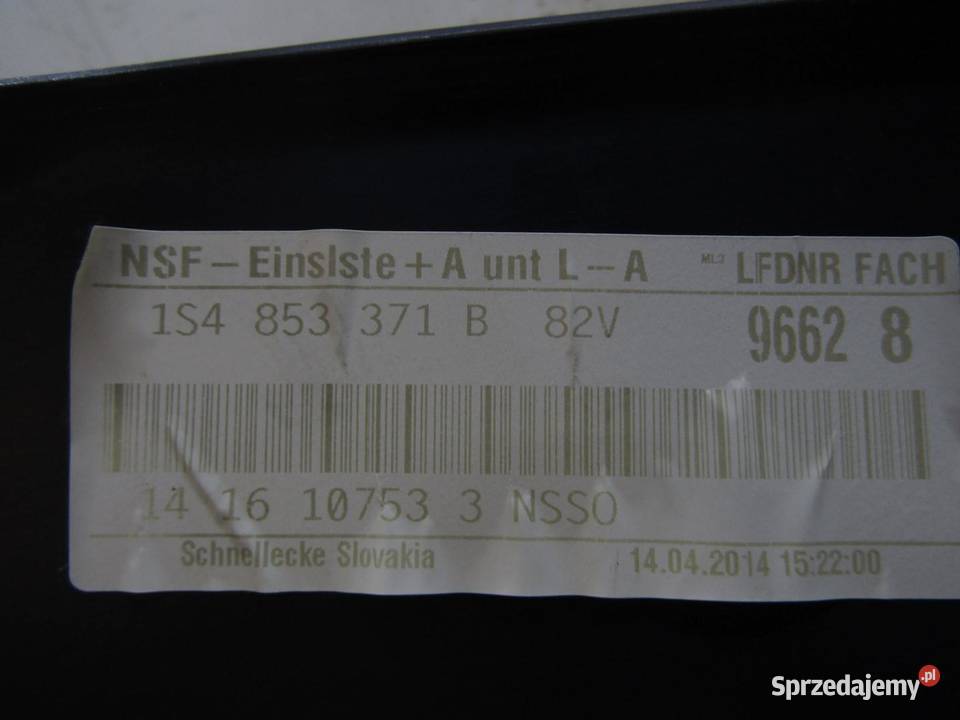 NSF-Einslste+A unt L--A ML3 LFDNR FACH
1S4 853 371 B 82V 9662 8
14 16 10753 3 NSSO
Schnellecke Slovakia 14.04.2014 15:22:00
Sprzedajemy.pl